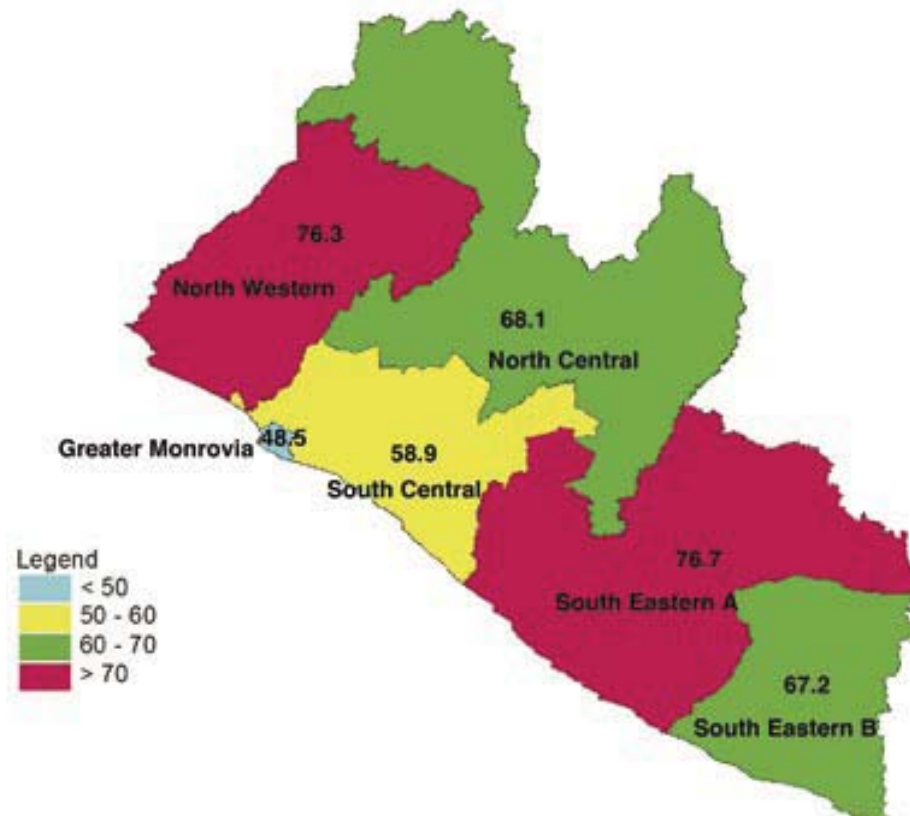 76.3
North Western
68.1
North Central
48.5
Greater Monrovia
58.9
South Central
Legend
< 50
50 - 60
60 - 70
> 70
76.7
South Eastern A
67.2
South Eastern B